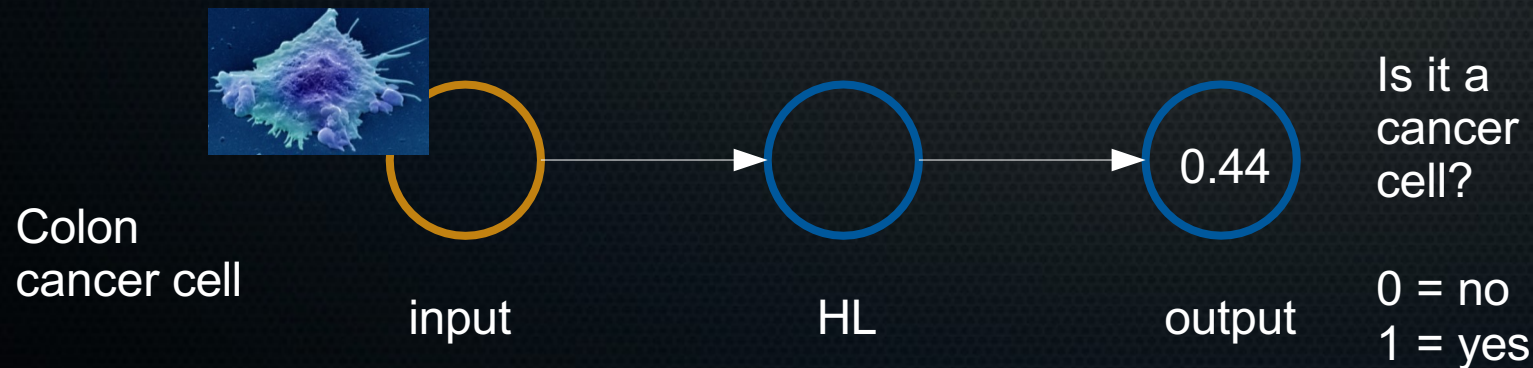 Colon
cancer cell
input
HL
0.44
output
Is it a
cancer
cell?
0 = no
1 = yes